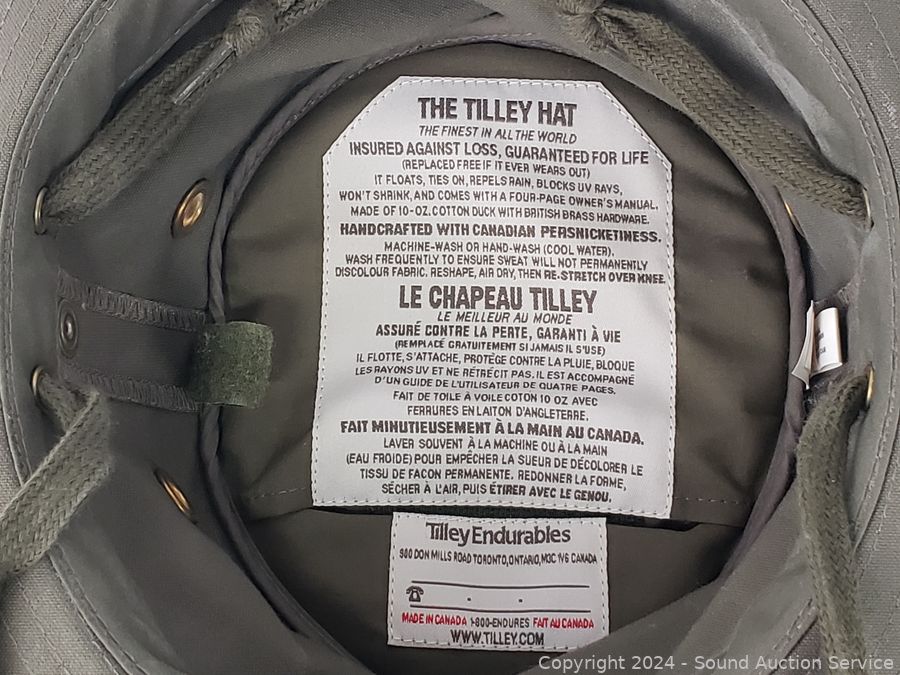 THE TILLEY HAT
THE FINEST IN ALL THE WORLD
INSURED AGAINST LOSS, GUARANTEED FOR LIFE
(REPLACED FREE IF IT EVER WEARS OUT)
IT FLOATS, TIES ON, REPELS RAIN, BLOCKS UV RAYS,
WON'T SHRINK, AND COMES WITH A FOUR-PAGE OWNER'S MANUAL.
MADE OF 10-OZ. COTTON DUCK WITH BRITISH BRASS HARDWARE.
HANDCRAFTED WITH CANADIAN PERSNICKETINESS.
MACHINE-WASH OR HAND-WASH (COOL WATER).
WASH FREQUENTLY TO ENSURE SWEAT WILL NOT PERMANENTLY
DISCOLOUR FABRIC. RESHAPE, AIR DRY, THEN RE-STRETCH OVER KNEE.
LE CHAPEAU TILLEY
LE MEILLEUR AU MONDE
ASSURÉ CONTRE LA PERTE, GARANTI À VIE
(REMPLACÉ GRATUITEMENT SI JAMAIS IL S'USE)
IL FLOTTE, S'ATTACHE, PROTÈGE CONTRE LA PLUIE, BLOQUE
LES RAYONS UV ET NE RÉTRÉCIT PAS. IL EST ACCOMPAGNÉ
D'UN GUIDE DE L'UTILISATEUR DE QUATRE PAGES.
FAIT DE TOILE À VOILE COTON 10 OZ AVEC
FERRURES EN LAITON D'ANGLETERRE.
FAIT MINUTIEUSEMENT À LA MAIN AU CANADA.
LAVER SOUVENT À LA MACHINE OU À LA MAIN
(EAU FROIDE) POUR EMPÊCHER LA SUEUR DE DÉCOLORER LE
TISSU DE FACON PERMANENTE. REDONNER LA FORME,
SÉCHER À L'AIR, PUIS ÉTIRER AVEC LE GENOU.
Tilley Endurables
900 DON MILLS ROAD TORONTO, ONTARIO, M3C 1V6 CANADA
MADE IN CANADA 1-800-ENDURES FAIT AU CANADA
WWW.TILLEY.COM
Copyright 2024 - Sound Auction Service